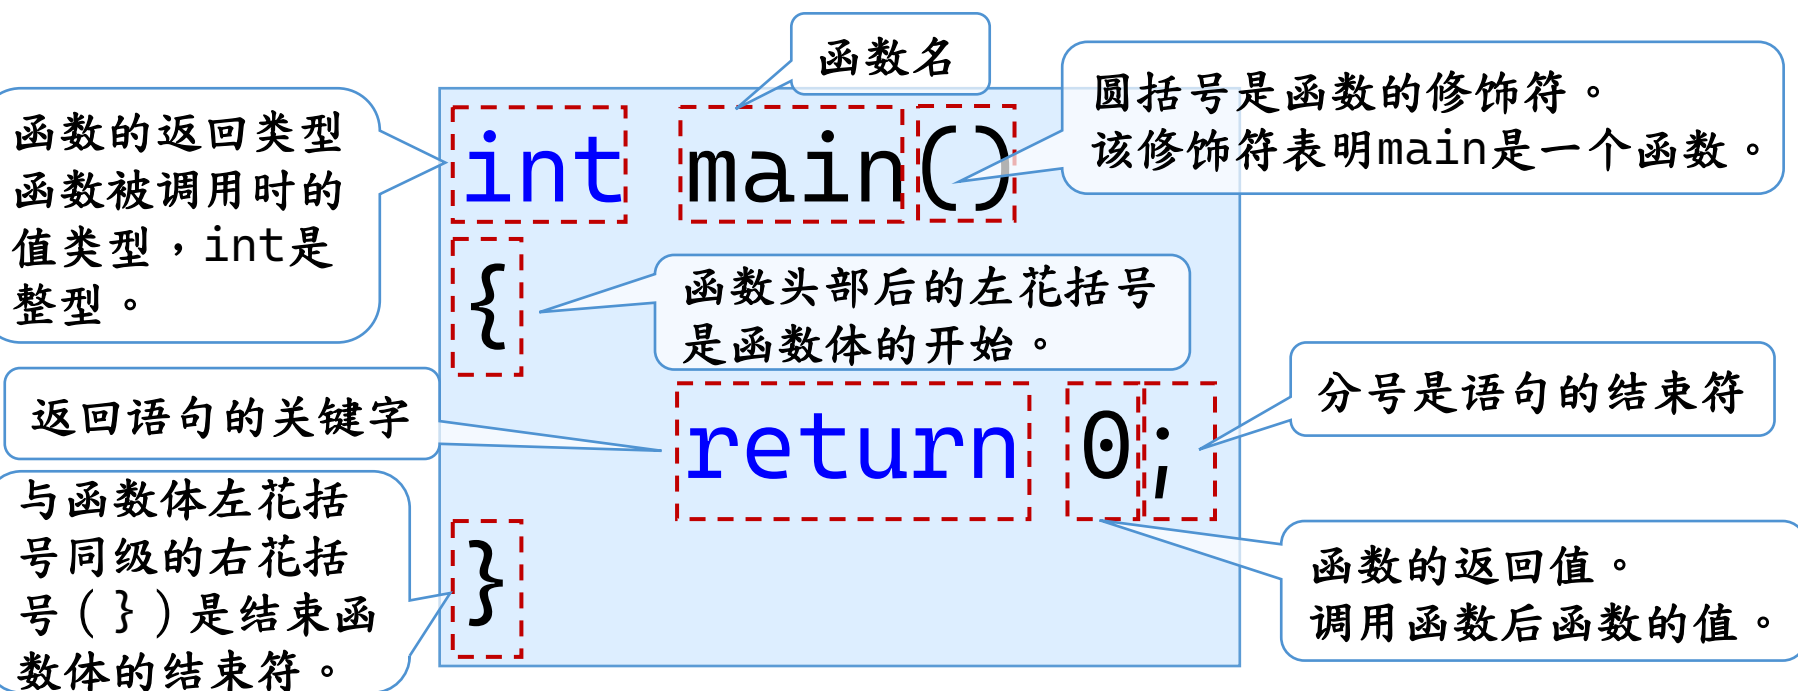 函数名
圆括号是函数的修饰符。
该修饰符表明main是一个函数。
函数的返回类型
函数被调用时的
值类型，int是
整型。
int main()
{
函数头部后的左花括号
是函数体的开始。
返回语句的关键字
return 0;
分号是语句的结束符
与函数体左花括
号同级的右花括
号（}）是结束函
数体的结束符。
}
函数的返回值。
调用函数后函数的值。